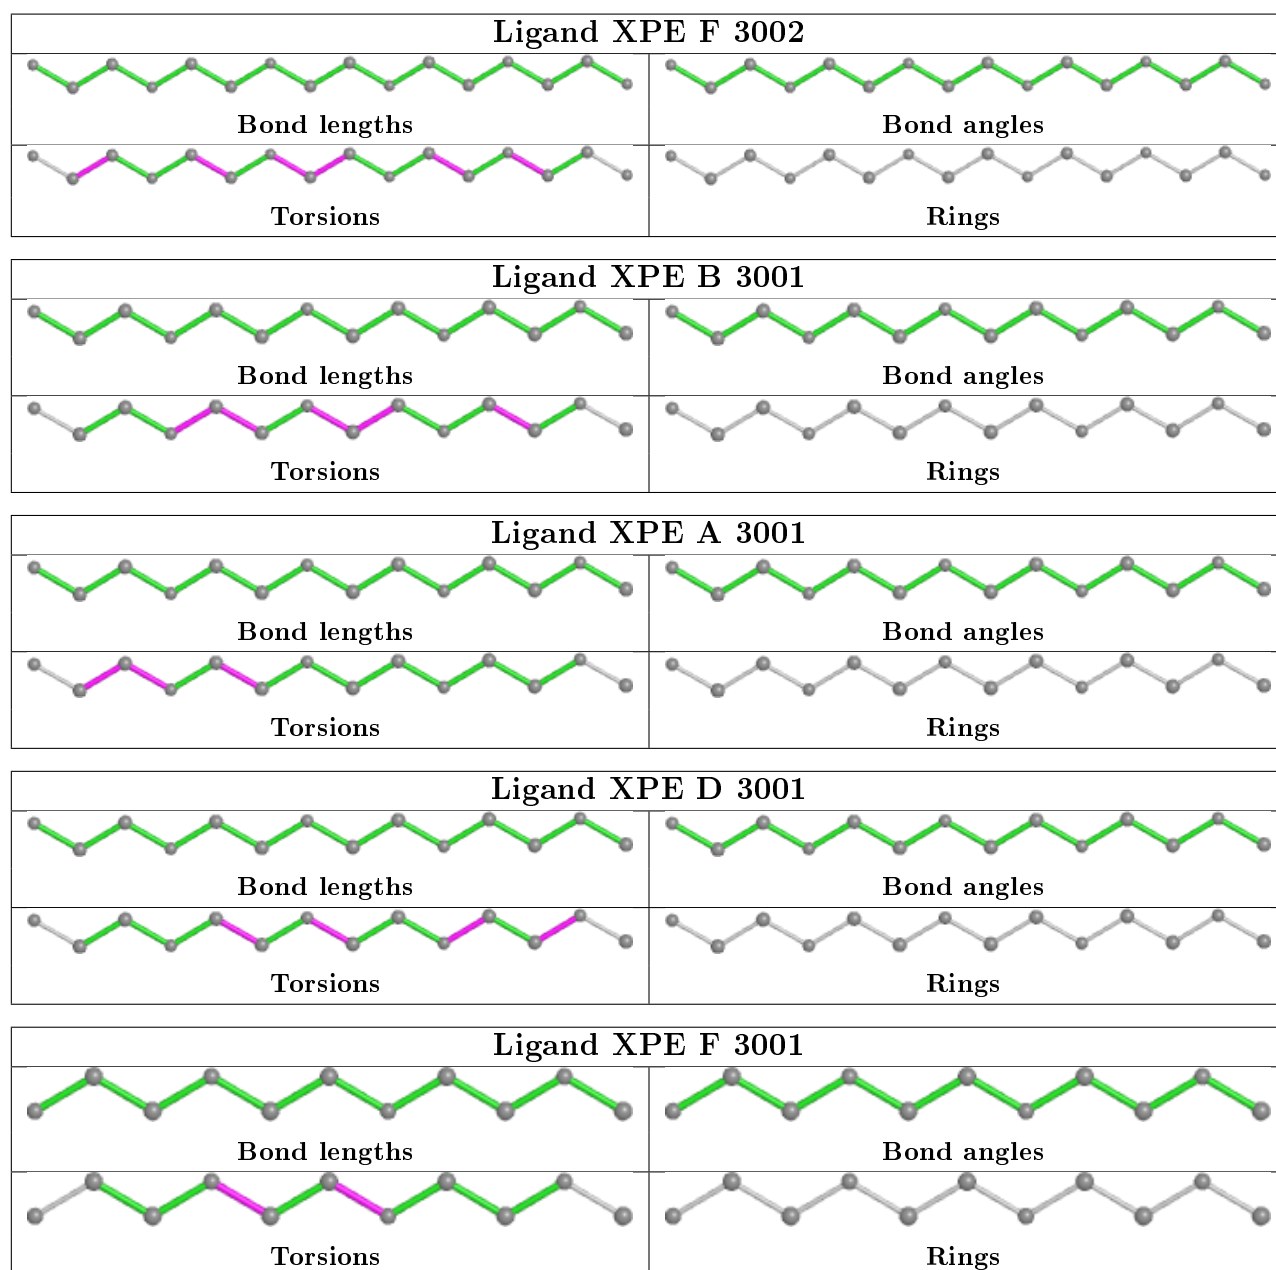 Ligand XPE F 3002
Bond lengths Bond angles
Torsions Rings
Ligand XPE B 3001
Bond lengths Bond angles
Torsions Rings
Ligand XPE A 3001
Bond lengths Bond angles
Torsions Rings
Ligand XPE D 3001
Bond lengths Bond angles
Torsions Rings
Ligand XPE F 3001
Bond lengths Bond angles
Torsions Rings